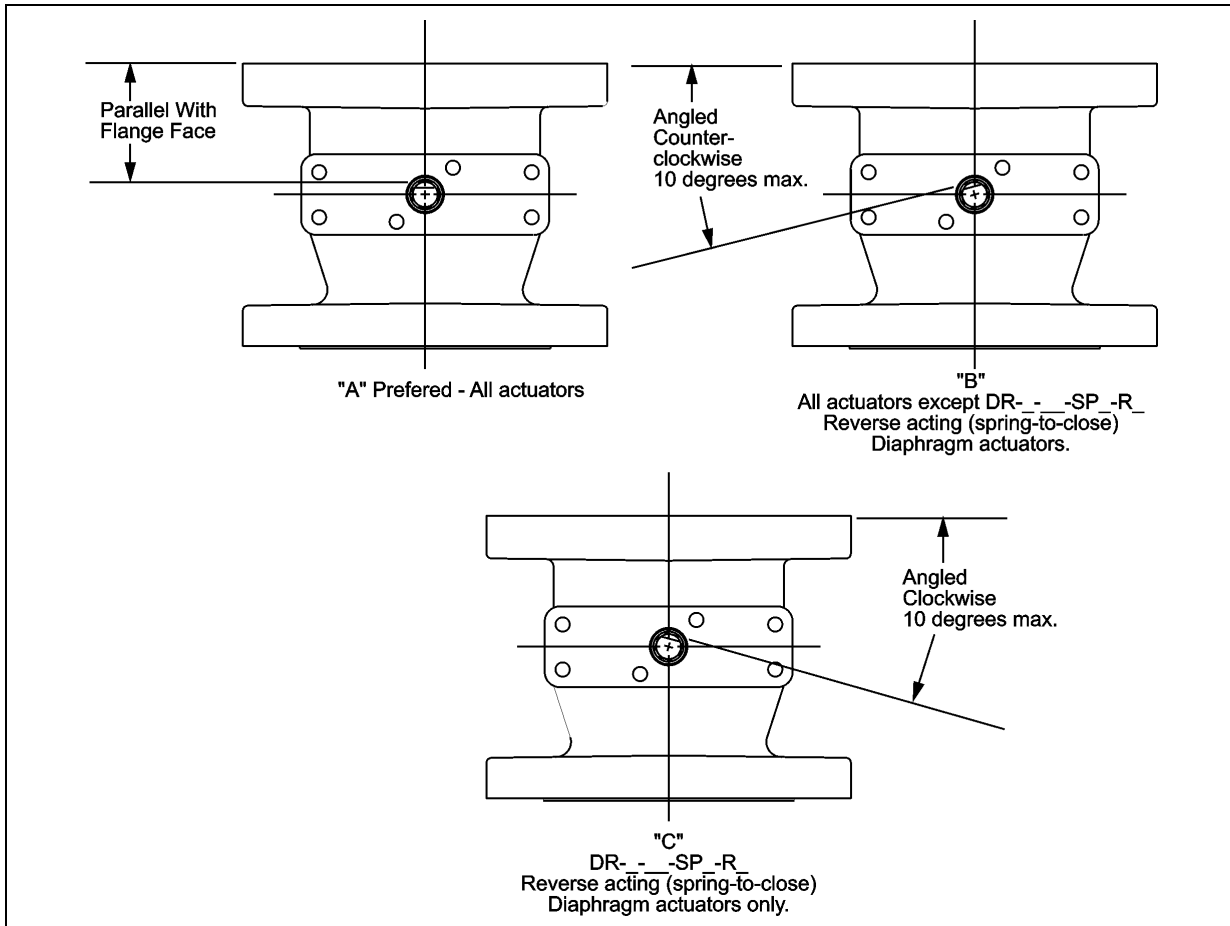 Parallel With
Flange Face
"A" Prefered - All actuators
Angled
Counter-
clockwise
10 degrees max.
"B"
All actuators except DR-_-__-SP_-R_
Reverse acting (spring-to-close)
Diaphragm actuators.
Angled
Clockwise
10 degrees max.
"C"
DR-_-__-SP_-R_
Reverse acting (spring-to-close)
Diaphragm actuators only.